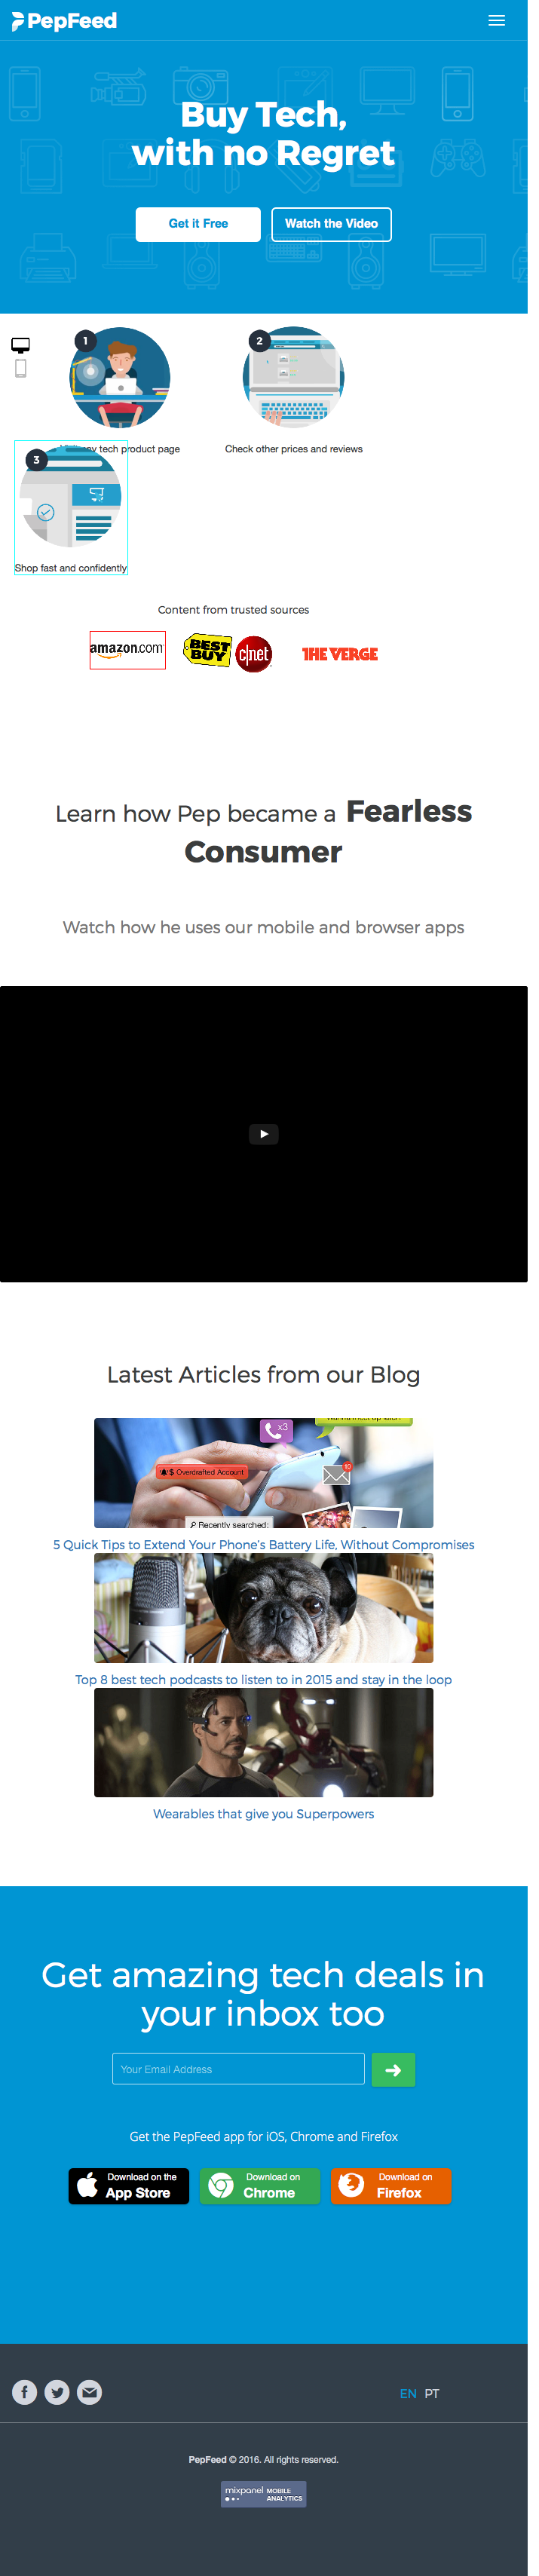 PepFeed
Buy Tech,
with no Regret
Get it Free
Watch the Video
1
2
tech product page
Check other prices and reviews
3
Shop fast and confidently
Content from trusted sources
amazon.com
BEST BUY
c|net
THE VERGE
Learn how Pep became a Fearless
Consumer
Watch how he uses our mobile and browser apps
Latest Articles from our Blog
x3
$ Overdrafted Account
10
Recently searched:
5 Quick Tips to Extend Your Phone's Battery Life, Without Compromises
Top 8 best tech podcasts to listen to in 2015 and stay in the loop
Wearables that give you Superpowers
Get amazing tech deals in
your inbox too
Your Email Address
Get the PepFeed app for iOS, Chrome and Firefox
Download on the
App Store
Download on
Chrome
Download on
Firefox
EN PT
PepFeed © 2016. All rights reserved.
mixpanel MOBILE
ANALYTICS